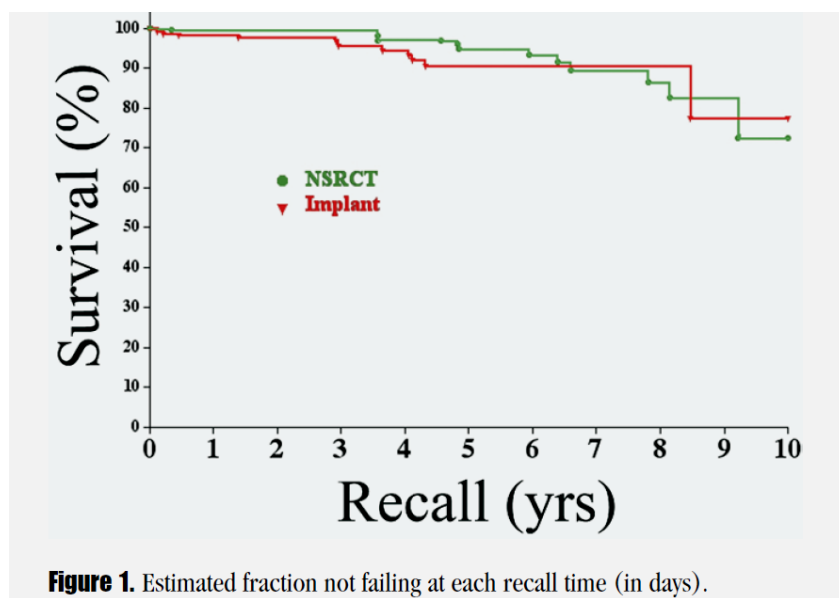 100
90
80
70
60
50
40
30
20
10
0
Survival (%)
NSRCT
Implant
0 1 2 3 4 5 6 7 8 9 10
Recall (yrs)
Figure 1. Estimated fraction not failing at each recall time (in days).